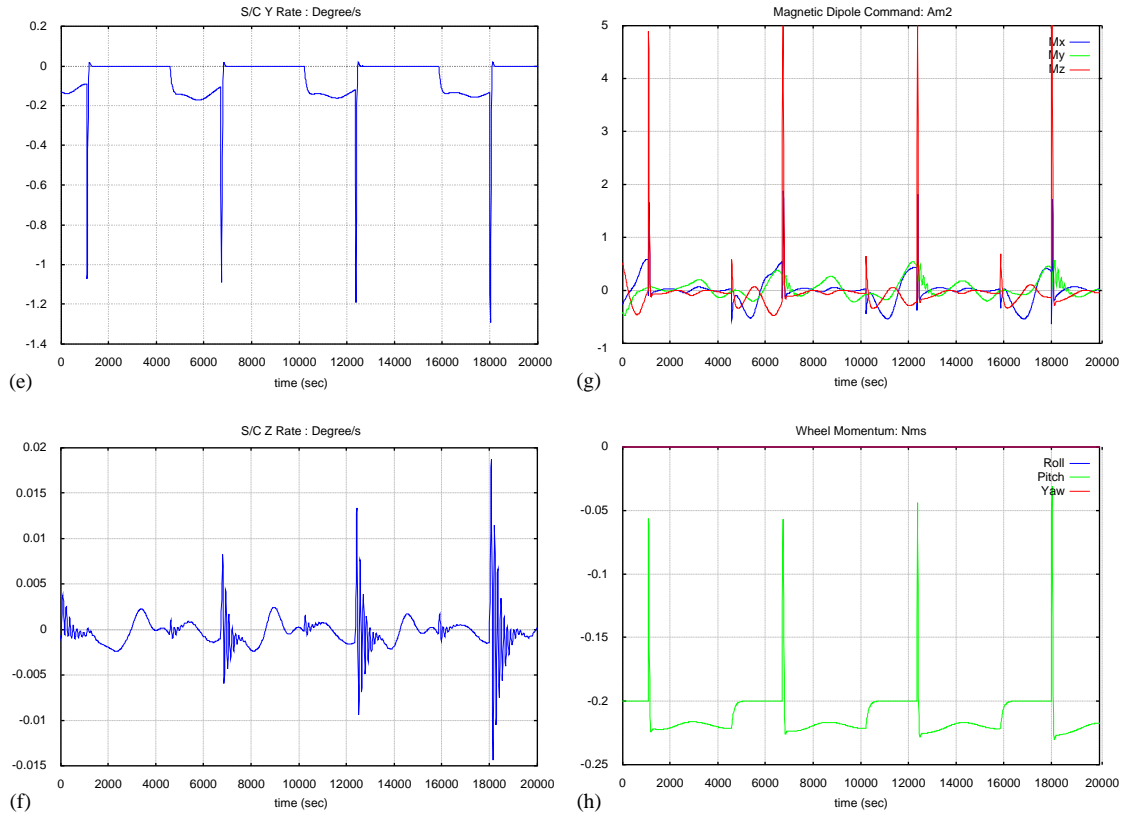 S/C Y Rate : Degree/s
0.2
0
-0.2
-0.4
-0.6
-0.8
-1
-1.2
-1.4
0 2000 4000 6000 8000 10000 12000 14000 16000 18000 20000
time (sec)
(e)
Magnetic Dipole Command: Am2
Mx
My
Mz
5
4
3
2
1
0
-1
0 2000 4000 6000 8000 10000 12000 14000 16000 18000 20000
time (sec)
(g)
S/C Z Rate : Degree/s
0.02
0.015
0.01
0.005
0
-0.005
-0.01
-0.015
0 2000 4000 6000 8000 10000 12000 14000 16000 18000 20000
time (sec)
(f)
Wheel Momentum: Nms
Roll
Pitch
Yaw
0
-0.05
-0.1
-0.15
-0.2
-0.25
0 2000 4000 6000 8000 10000 12000 14000 16000 18000 20000
time (sec)
(h)